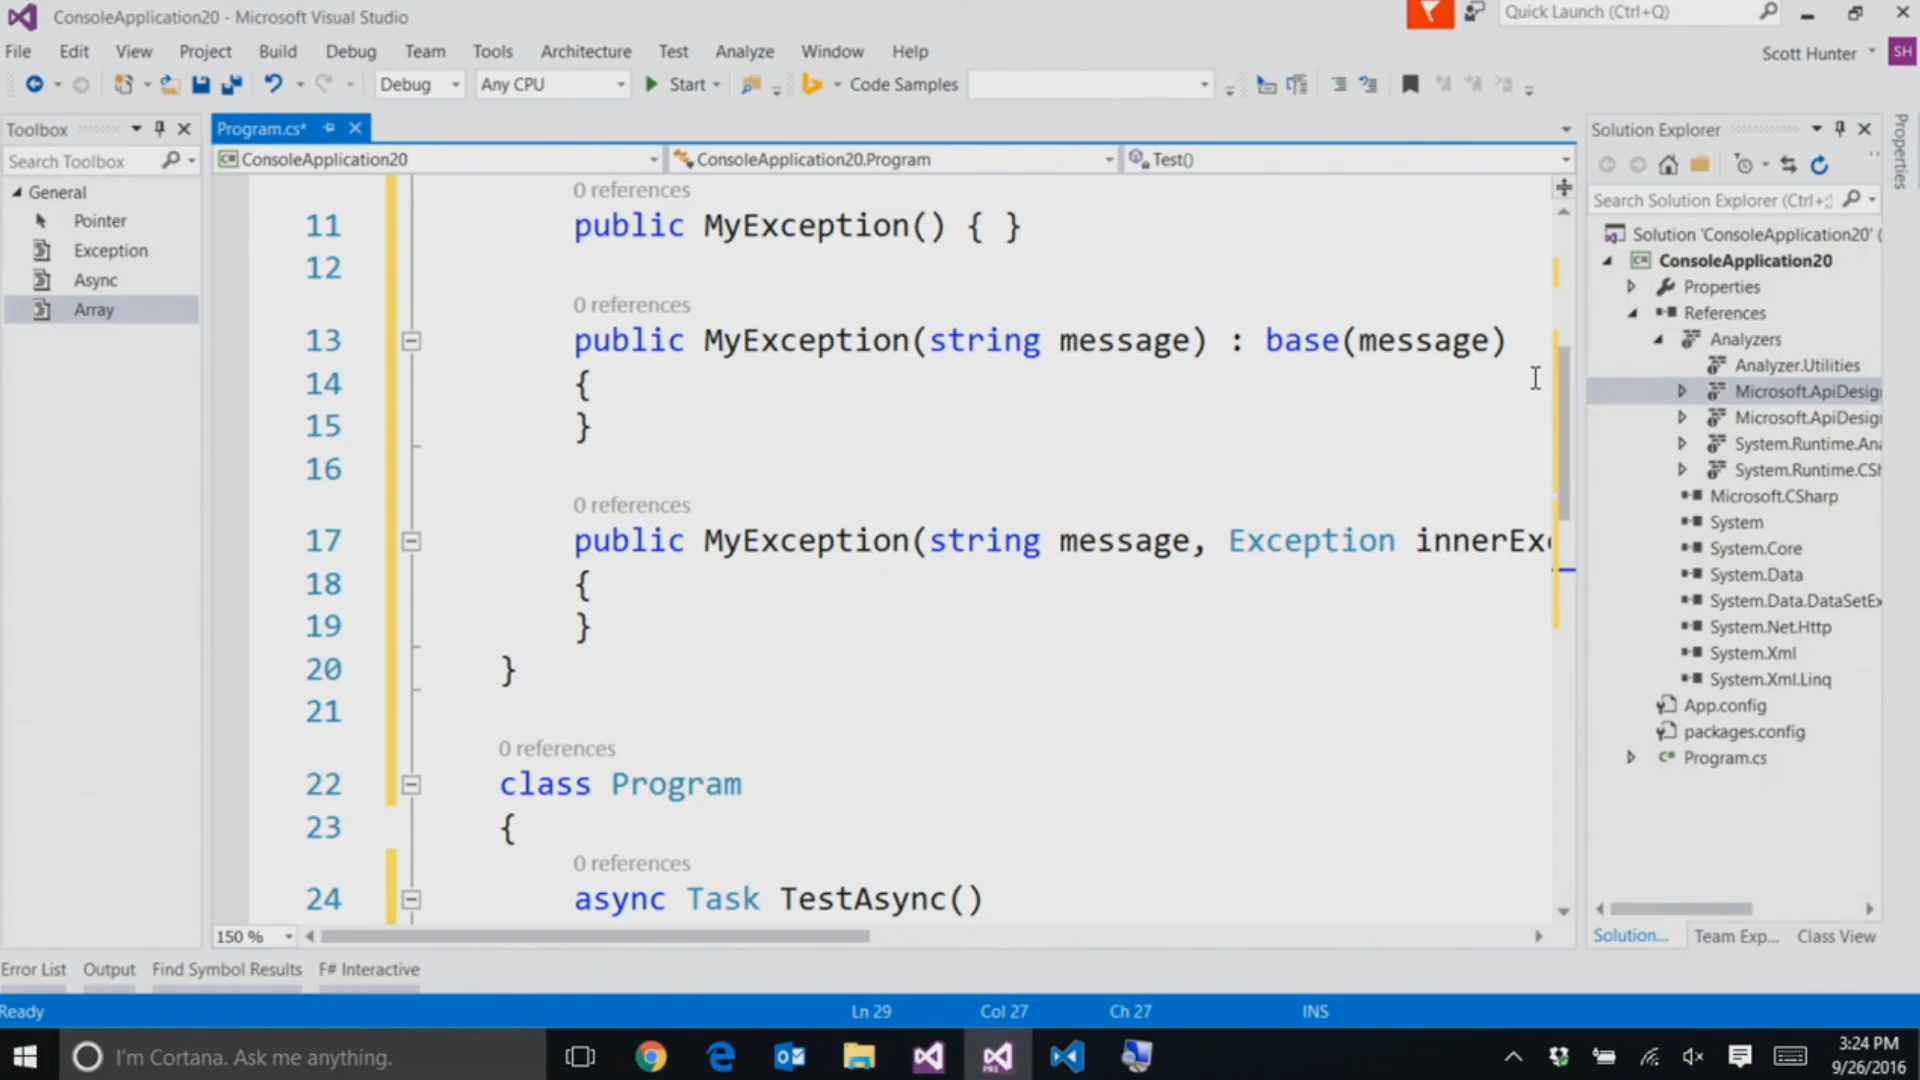 ConsoleApplication20 - Microsoft Visual Studio
Quick Launch (Ctrl+Q)
File Edit View Project Build Debug Team Tools Architecture Test Analyze Window Help
Scott Hunter SH
Debug Any CPU Start Code Samples
Toolbox
Search Toolbox
General
Pointer
Exception
Async
Array
Program.cs*
ConsoleApplication20 ConsoleApplication20.Program Test()
0 references
11 public MyException() { }
12
0 references
13 public MyException(string message) : base(message)
14 {
15 }
16
0 references
17 public MyException(string message, Exception innerExc
18 {
19 }
20 }
21
0 references
22 class Program
23 {
0 references
24 async Task TestAsync()
150 %
Solution Explorer
Search Solution Explorer (Ctrl+;)
Solution 'ConsoleApplication20' (
ConsoleApplication20
Properties
References
Analyzers
Analyzer.Utilities
Microsoft.ApiDesig
Microsoft.ApiDesig
System.Runtime.Ana
System.Runtime.CSh
Microsoft.CSharp
System
System.Core
System.Data
System.Data.DataSetEx
System.Net.Http
System.Xml
System.Xml.Linq
App.config
packages.config
C# Program.cs
Solution... Team Exp... Class View
Properties
Error List Output Find Symbol Results F# Interactive
Ready Ln 29 Col 27 Ch 27 INS
I'm Cortana. Ask me anything.
3:24 PM
9/26/2016